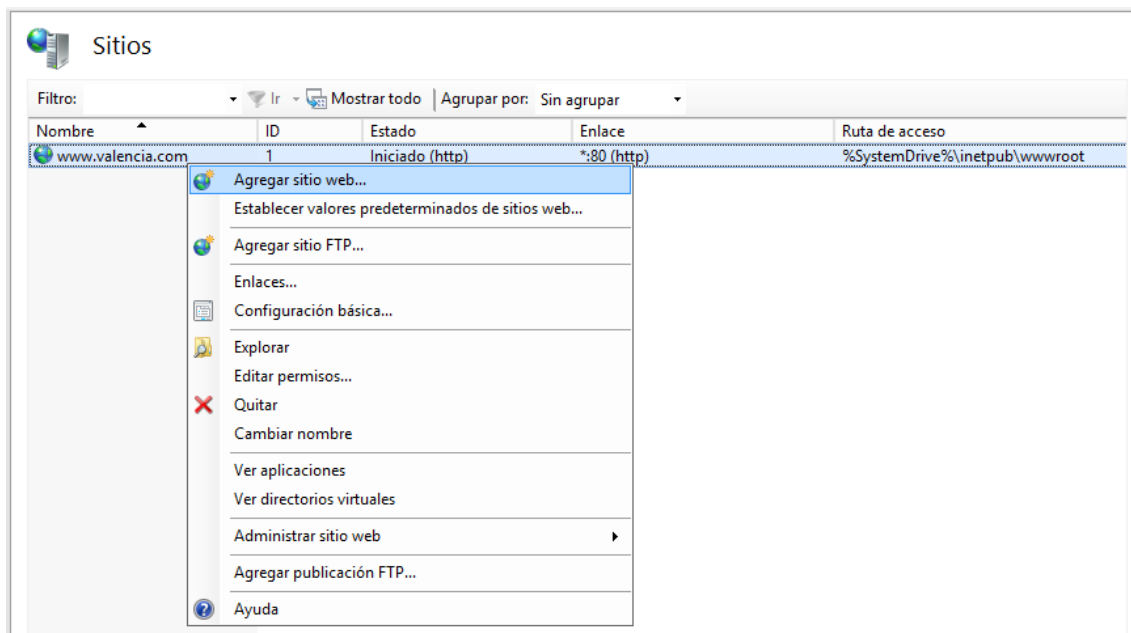 Sitios
Filtro: Ir Mostrar todo Agrupar por: Sin agrupar
Nombre ID Estado Enlace Ruta de acceso
www.valencia.com 1 Iniciado (http) *:80 (http) %SystemDrive%\inetpub\wwwroot
Agregar sitio web...
Establecer valores predeterminados de sitios web...
Agregar sitio FTP...
Enlaces...
Configuración básica...
Explorar
Editar permisos...
Quitar
Cambiar nombre
Ver aplicaciones
Ver directorios virtuales
Administrar sitio web
Agregar publicación FTP...
Ayuda